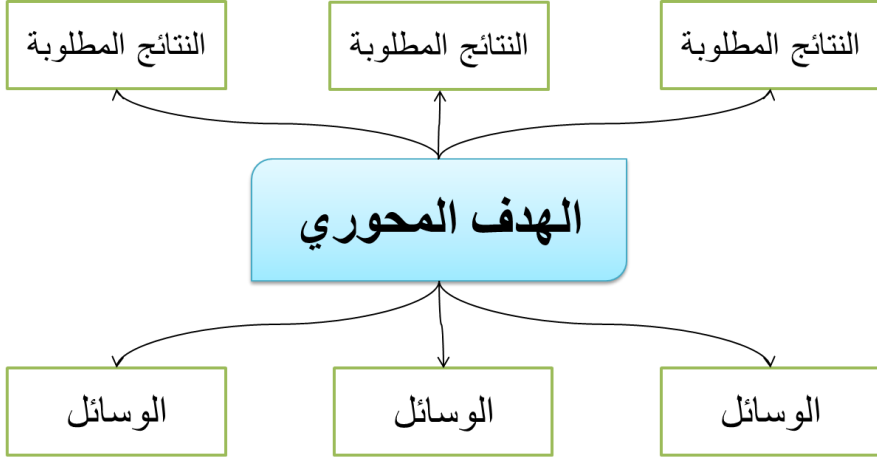 النتائج المطلوبة
النتائج المطلوبة
النتائج المطلوبة
الهدف المحوري
الوسائل
الوسائل
الوسائل